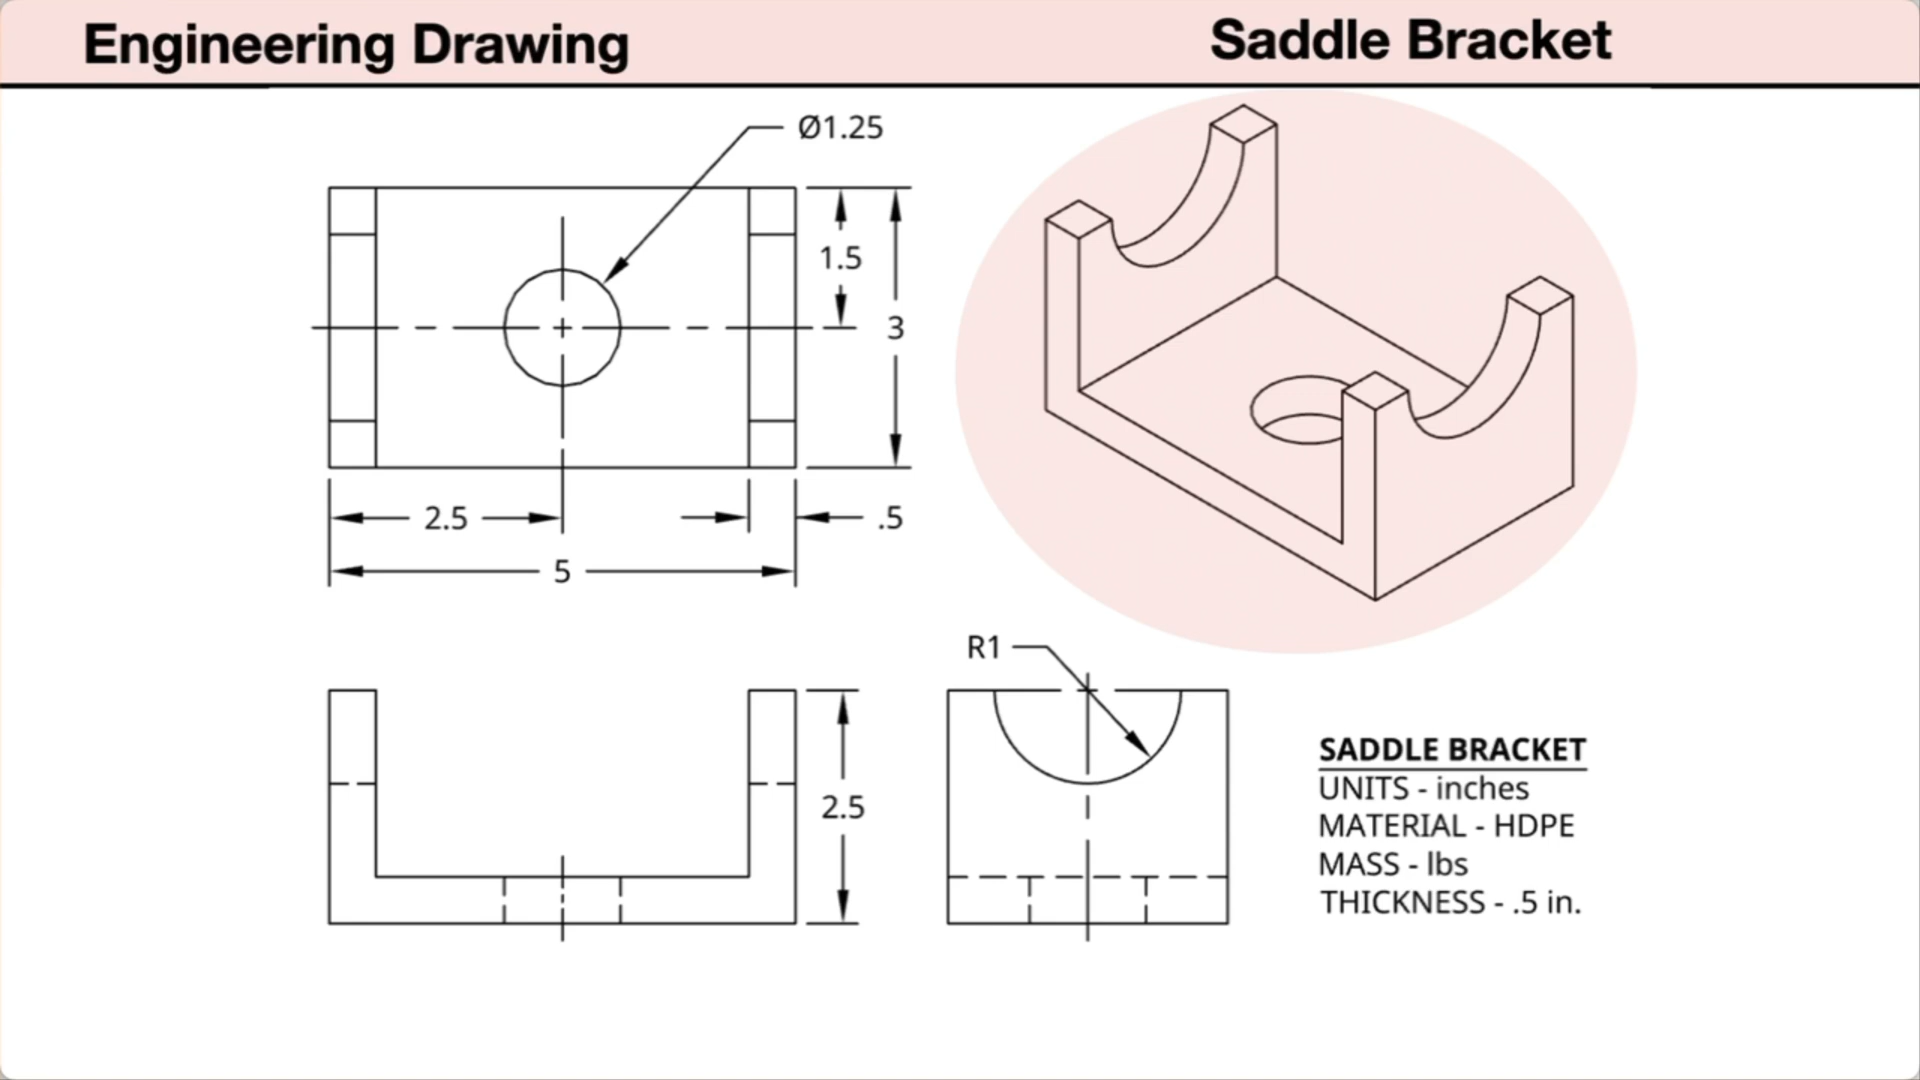 Engineering Drawing
Saddle Bracket
Ø1.25
1.5
3
2.5
.5
5
R1
2.5
SADDLE BRACKET
UNITS - inches
MATERIAL - HDPE
MASS - lbs
THICKNESS - .5 in.